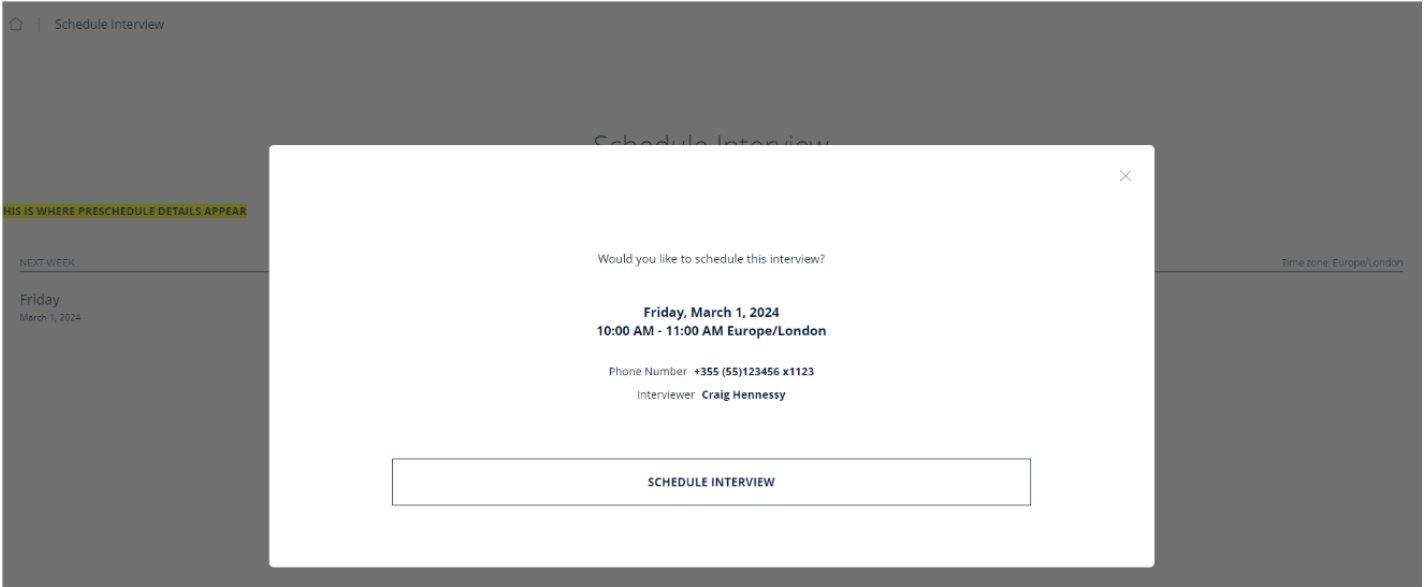 Schedule Interview
Schedule Interview
HIS IS WHERE PRESCHEDULE DETAILS APPEAR
NEXT WEEK
Time zone: Europe/London
Friday
March 1, 2024
Would you like to schedule this interview?
Friday, March 1, 2024
10:00 AM - 11:00 AM Europe/London
Phone Number +355 (55)123456 x1123
Interviewer Craig Hennessy
SCHEDULE INTERVIEW